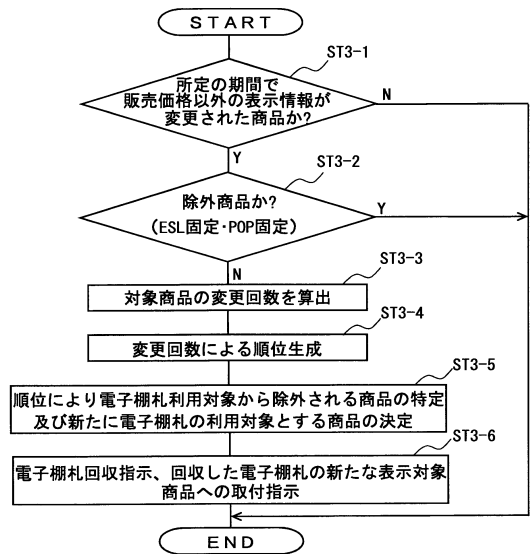 START
ST3-1
所定の期間で
販売価格以外の表示情報が
変更された商品か?
N
Y
ST3-2
除外商品か?
(ESL固定・POP固定)
Y
N
ST3-3
対象商品の変更回数を算出
ST3-4
変更回数による順位生成
ST3-5
順位により電子棚札利用対象から除外される商品の特定
及び新たに電子棚札の利用対象とする商品の決定
ST3-6
電子棚札回収指示、回収した電子棚札の新たな表示対象
商品への取付指示
END